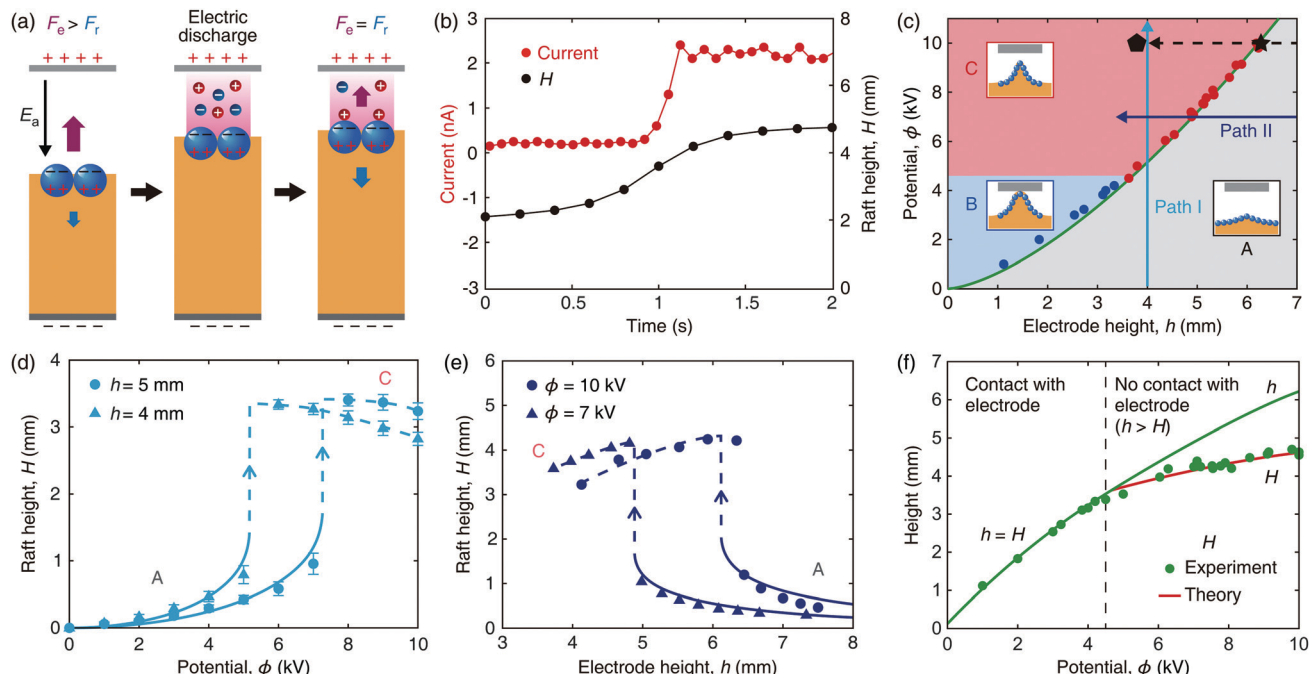 (a)
Fe > Fr
Electric
discharge
Fe = Fr
+ + + +
+ + + +
+ + + +
Ea
− − − −
− − − −
− − − −
(b)
Current
H
Current (nA)
3
2
1
0
-1
-2
-3
Raft height, H (mm)
8
6
4
2
0
0
0.5
1
1.5
2
Time (s)
(c)
Potential, ϕ (kV)
10
8
6
4
2
0
C
B
Path II
Path I
A
0
1
2
3
4
5
6
7
Electrode height, h (mm)
(d)
h = 5 mm
h = 4 mm
C
A
Raft height, H (mm)
4
3
2
1
0
0
2
4
6
8
10
Potential, ϕ (kV)
(e)
ϕ = 10 kV
ϕ = 7 kV
C
A
Raft height, H (mm)
6
5
4
3
2
1
0
3
4
5
6
7
8
Electrode height, h (mm)
(f)
Contact with
electrode
No contact with
electrode
(h > H)
h
H
h = H
H
Experiment
Theory
Height (mm)
7
6
5
4
3
2
1
0
0
2
4
6
8
10
Potential, ϕ (kV)